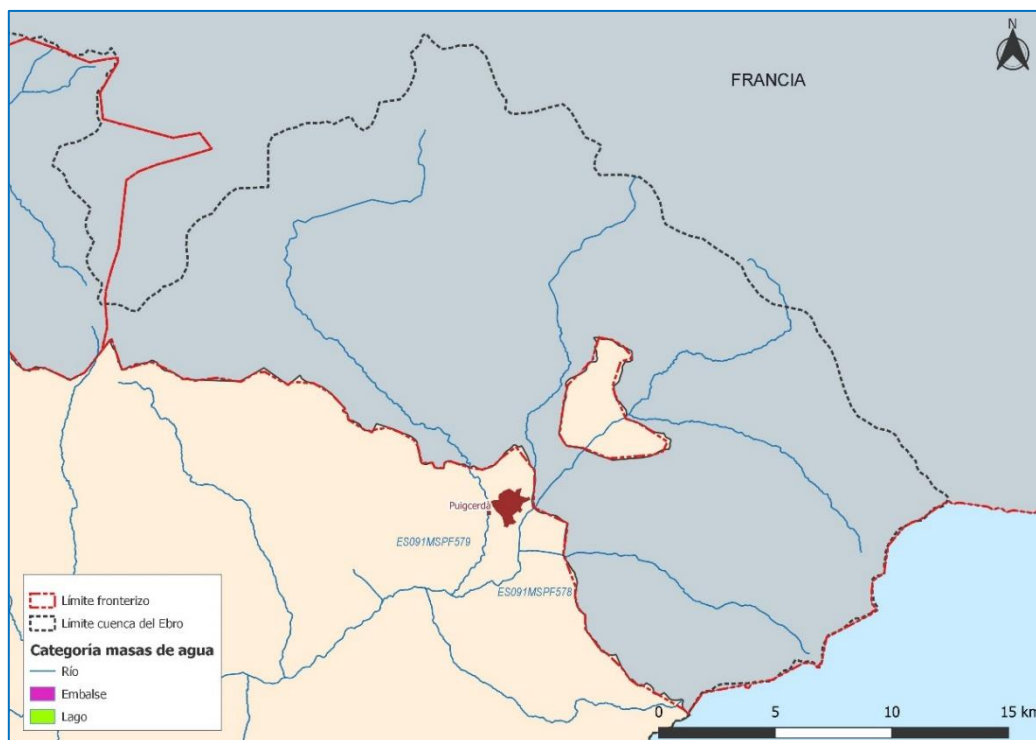 N
FRANCIA
Puigcerdà
ES091MSPF579
ES091MSPF578
Límite fronterizo
Límite cuenca del Ebro
Categoría masas de agua
Río
Embalse
Lago
0 5 10 15 km